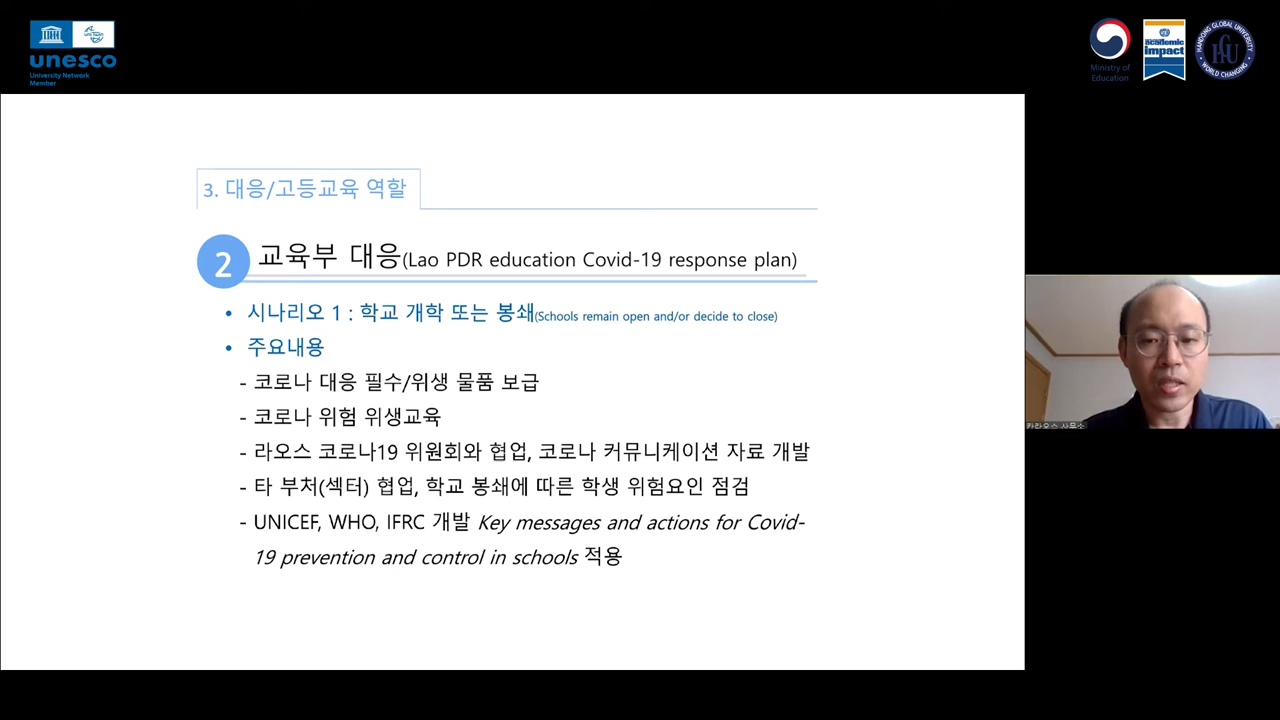 unesco
University Network
Member
Ministry of
Education
academic
impact
HANDONG GLOBAL UNIVERSITY
WORLD CHANGING
3. 대응/고등교육 역할
2
교육부 대응(Lao PDR education Covid-19 response plan)
• 시나리오 1 : 학교 개학 또는 봉쇄(Schools remain open and/or decide to close)
• 주요내용
- 코로나 대응 필수/위생 물품 보급
- 코로나 위험 위생교육
- 라오스 코로나19 위원회와 협업, 코로나 커뮤니케이션 자료 개발
- 타 부처(섹터) 협업, 학교 봉쇄에 따른 학생 위험요인 점검
- UNICEF, WHO, IFRC 개발 Key messages and actions for Covid-
19 prevention and control in schools 적용